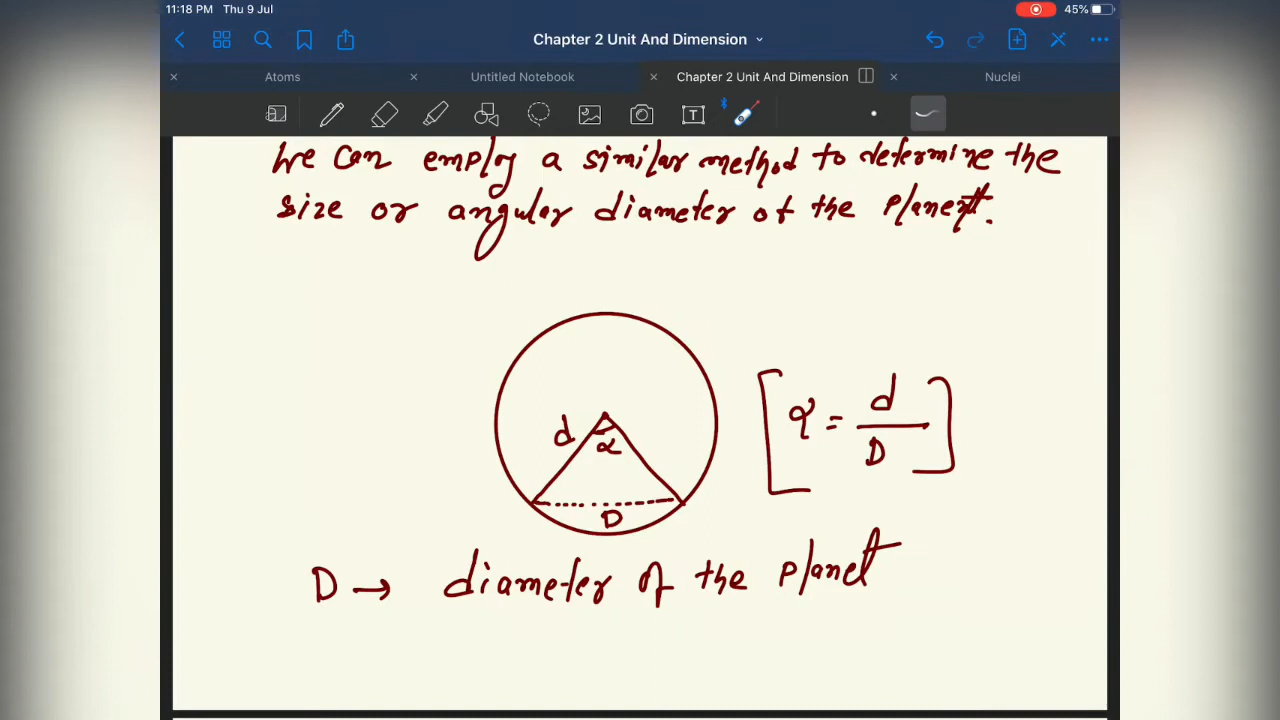 11:18 PM Thu 9 Jul
45%
Chapter 2 Unit And Dimension
Atoms
Untitled Notebook
Chapter 2 Unit And Dimension
Nuclei
T
We can employ a similar method to determine the
size or angular diameter of the planet.
d
α
D
α = d/D
D → diameter of the planet